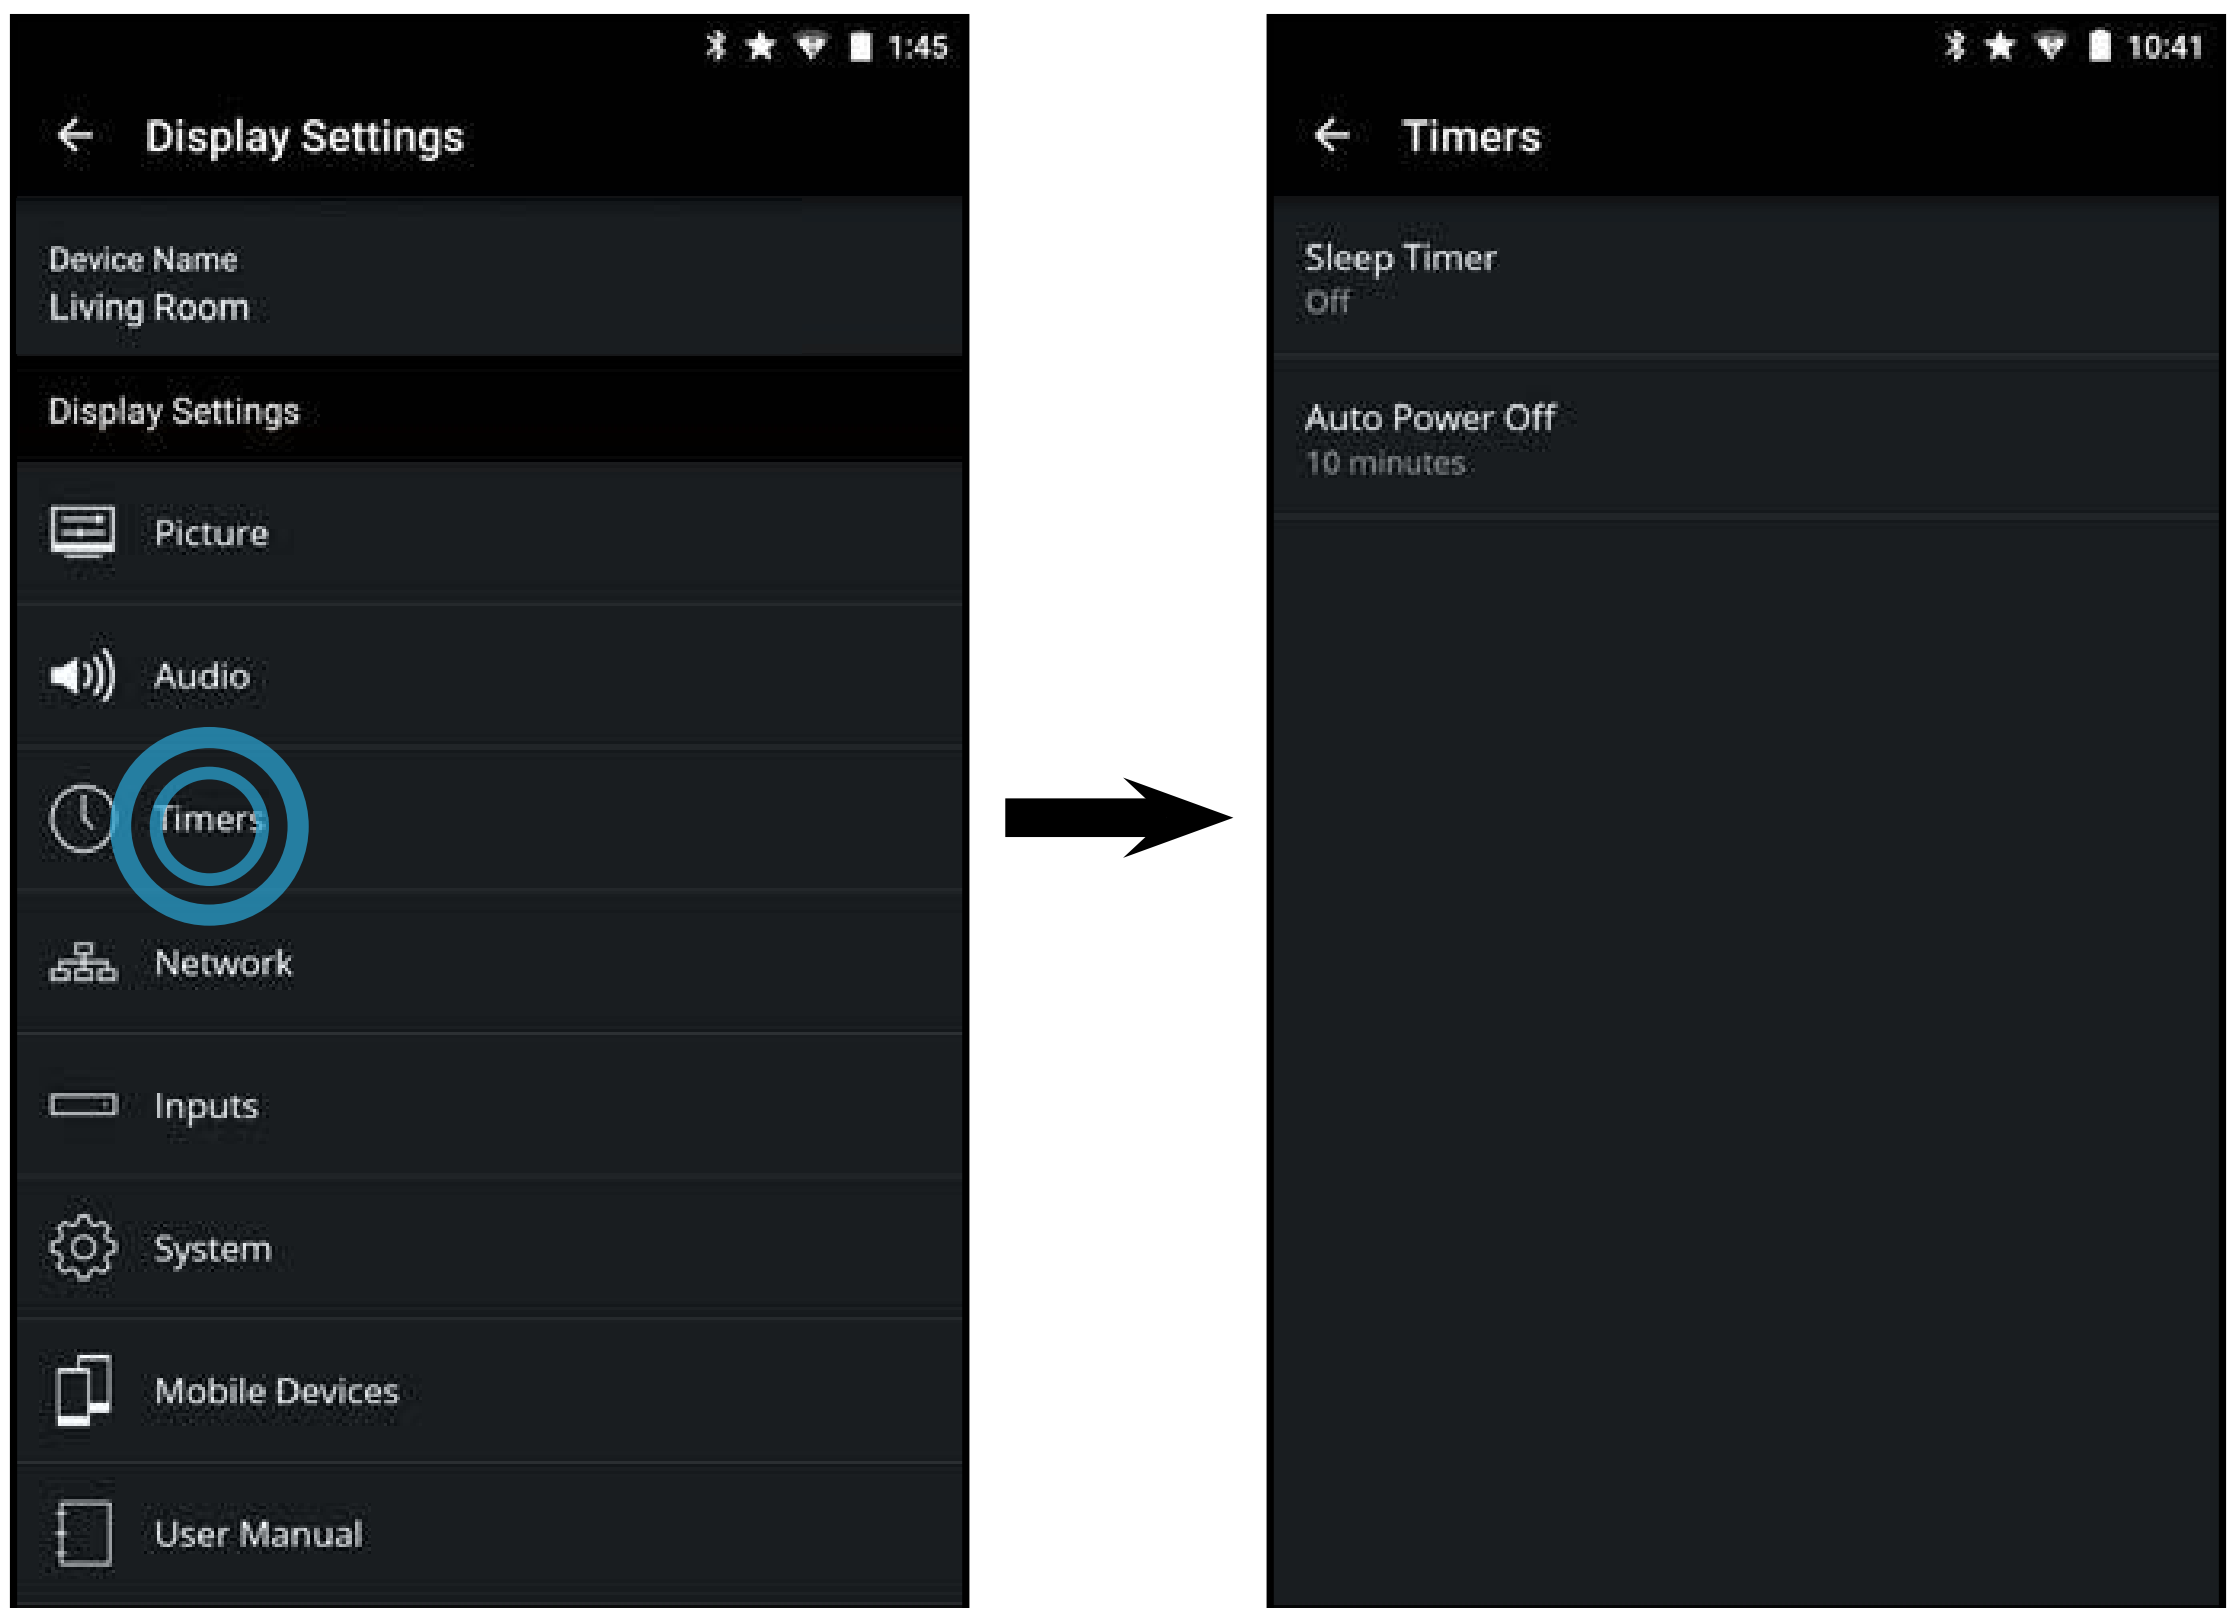 1:45
Display Settings
Device Name
Living Room
Display Settings
Picture
Audio
Timers
Network
Inputs
System
Mobile Devices
User Manual
10:41
Timers
Sleep Timer
Off
Auto Power Off
10 minutes